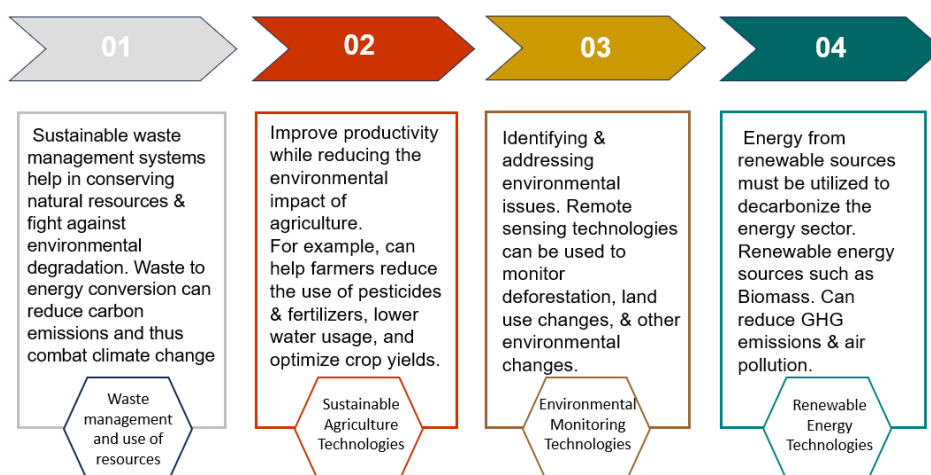 01
02
03
04
Sustainable waste
management systems
help in conserving
natural resources &
fight against
environmental
degradation. Waste to
energy conversion can
reduce carbon
emissions and thus
combat climate change
Waste
management
and use of
resources
Improve productivity
while reducing the
environmental
impact of
agriculture.
For example, can
help farmers reduce
the use of pesticides
& fertilizers, lower
water usage, and
optimize crop yields.
Sustainable
Agriculture
Technologies
Identifying &
addressing
environmental
issues. Remote
sensing technologies
can be used to
monitor
deforestation, land
use changes, & other
environmental
changes.
Environmental
Monitoring
Technologies
Energy from
renewable sources
must be utilized to
decarbonize the
energy sector.
Renewable energy
sources such as
Biomass. Can
reduce GHG
emissions & air
pollution.
Renewable
Energy
Technologies